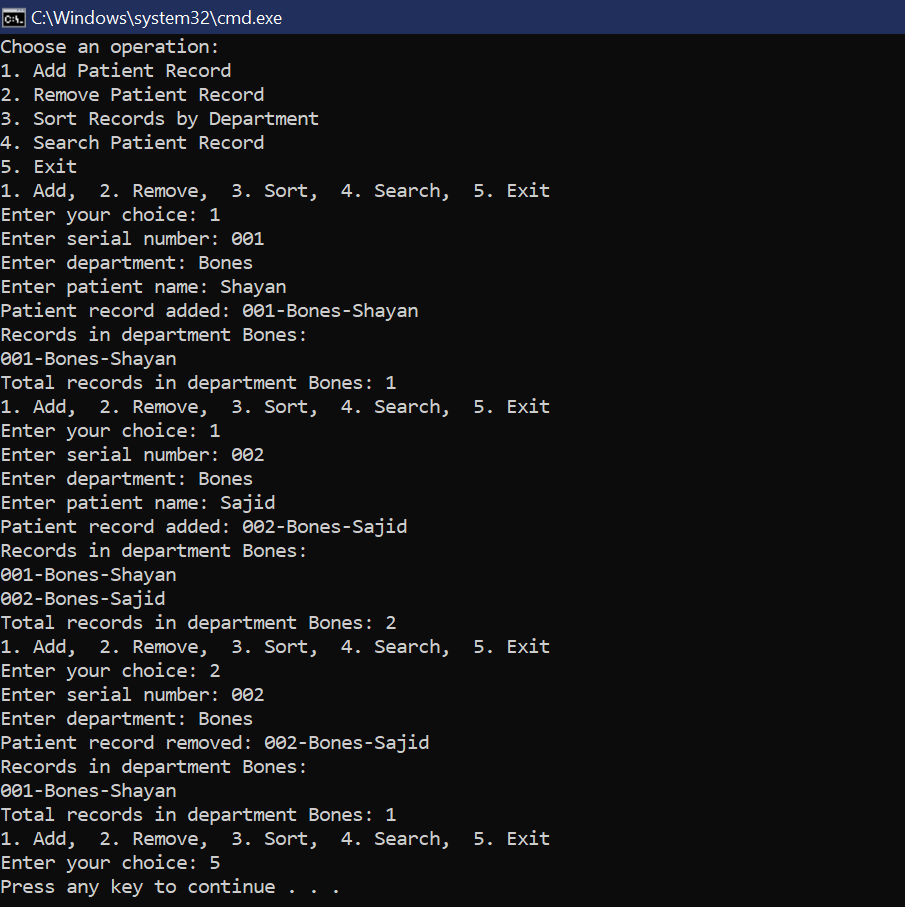 C:\Windows\system32\cmd.exe
Choose an operation:
1. Add Patient Record
2. Remove Patient Record
3. Sort Records by Department
4. Search Patient Record
5. Exit
1. Add,  2. Remove,  3. Sort,  4. Search,  5. Exit
Enter your choice: 1
Enter serial number: 001
Enter department: Bones
Enter patient name: Shayan
Patient record added: 001-Bones-Shayan
Records in department Bones:
001-Bones-Shayan
Total records in department Bones: 1
1. Add,  2. Remove,  3. Sort,  4. Search,  5. Exit
Enter your choice: 1
Enter serial number: 002
Enter department: Bones
Enter patient name: Sajid
Patient record added: 002-Bones-Sajid
Records in department Bones:
001-Bones-Shayan
002-Bones-Sajid
Total records in department Bones: 2
1. Add,  2. Remove,  3. Sort,  4. Search,  5. Exit
Enter your choice: 2
Enter serial number: 002
Enter department: Bones
Patient record removed: 002-Bones-Sajid
Records in department Bones:
001-Bones-Shayan
Total records in department Bones: 1
1. Add,  2. Remove,  3. Sort,  4. Search,  5. Exit
Enter your choice: 5
Press any key to continue . . .